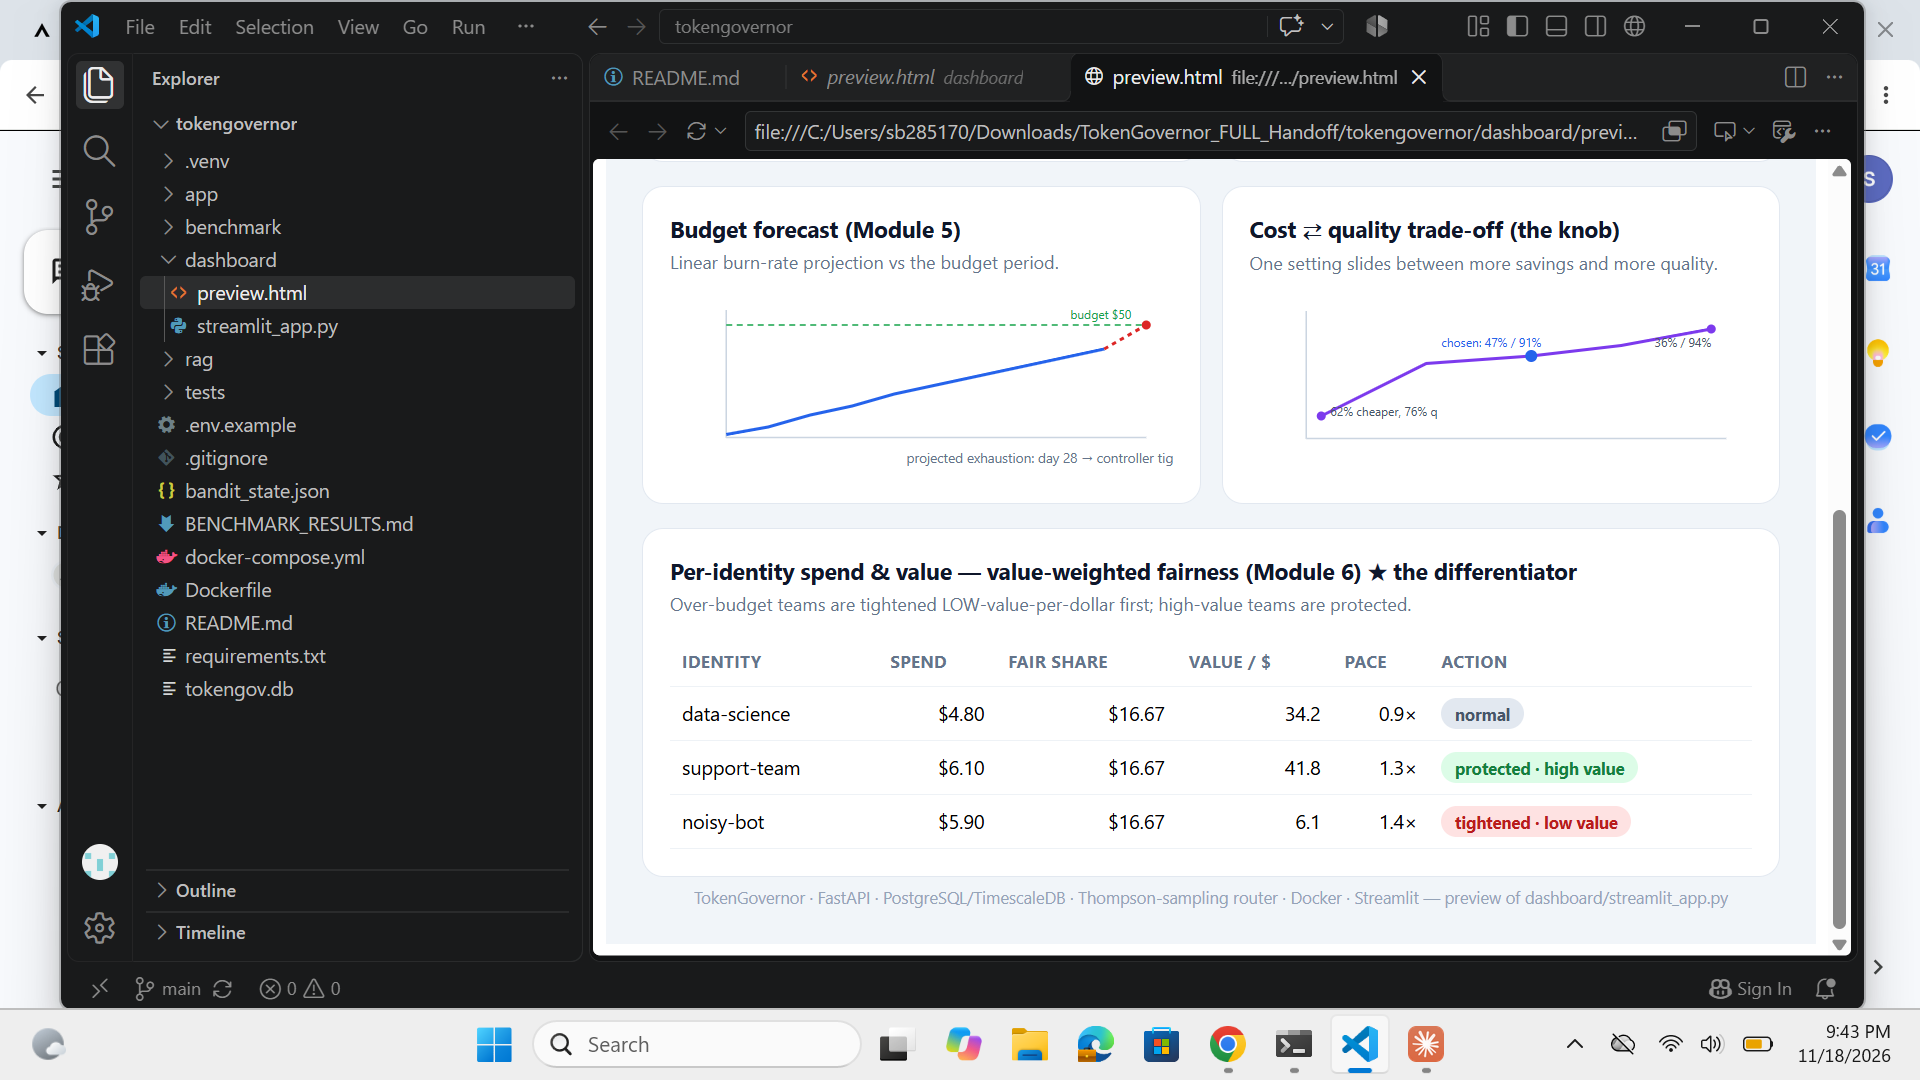 File Edit Selection View Go Run ···
tokengovernor
Explorer
README.md
preview.html dashboard
preview.html file:///.../preview.html
file:///C:/Users/sb285170/Downloads/TokenGovernor_FULL_Handoff/tokengovernor/dashboard/previ...
tokengovernor
.venv
app
benchmark
dashboard
preview.html
streamlit_app.py
rag
tests
.env.example
.gitignore
bandit_state.json
BENCHMARK_RESULTS.md
docker-compose.yml
Dockerfile
README.md
requirements.txt
tokengov.db
Outline
Timeline
Budget forecast (Module 5)
Linear burn-rate projection vs the budget period.
budget $50
projected exhaustion: day 28 → controller tig
Cost ⇄ quality trade-off (the knob)
One setting slides between more savings and more quality.
chosen: 47% / 91%
36% / 94%
62% cheaper, 76% q
Per-identity spend & value — value-weighted fairness (Module 6) ★ the differentiator
Over-budget teams are tightened LOW-value-per-dollar first; high-value teams are protected.
IDENTITY SPEND FAIR SHARE VALUE / $ PACE ACTION
data-science $4.80 $16.67 34.2 0.9× normal
support-team $6.10 $16.67 41.8 1.3× protected · high value
noisy-bot $5.90 $16.67 6.1 1.4× tightened · low value
TokenGovernor · FastAPI · PostgreSQL/TimescaleDB · Thompson-sampling router · Docker · Streamlit — preview of dashboard/streamlit_app.py
main 0 0
Sign In
S
31
Search
9:43 PM
11/18/2026